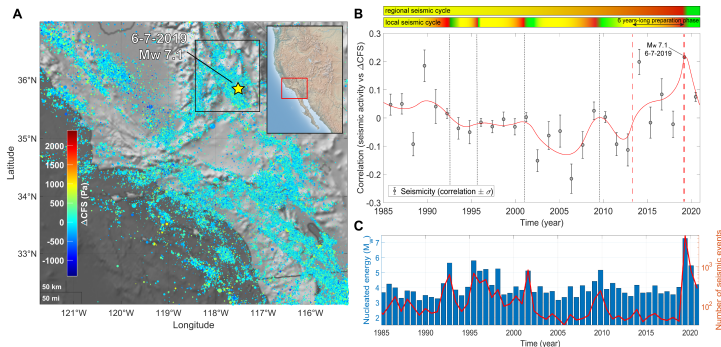 A
6-7-2019
Mw 7.1
36°N
35°N
34°N
33°N
Latitude
2000
1000
0
-1000
ΔCFS (Pa)
50 km
50 mi
121°W 120°W 119°W 118°W 117°W 116°W
Longitude
B
regional seismic cycle
local seismic cycle
6 years-long preparation phase
Mw 7.1
6-7-2019
Correlation (seismic activity vs ΔCFS)
0.3
0.2
0.1
0
-0.1
-0.2
-0.3
Seismicity (correlation ± σ)
1985 1990 1995 2000 2005 2010 2015 2020
Time (year)
C
Nucleated energy (M
7
6
5
4
3
2
10³
10²
Number of seismic events
1985 1990 1995 2000 2005 2010 2015 2020
Time (year)